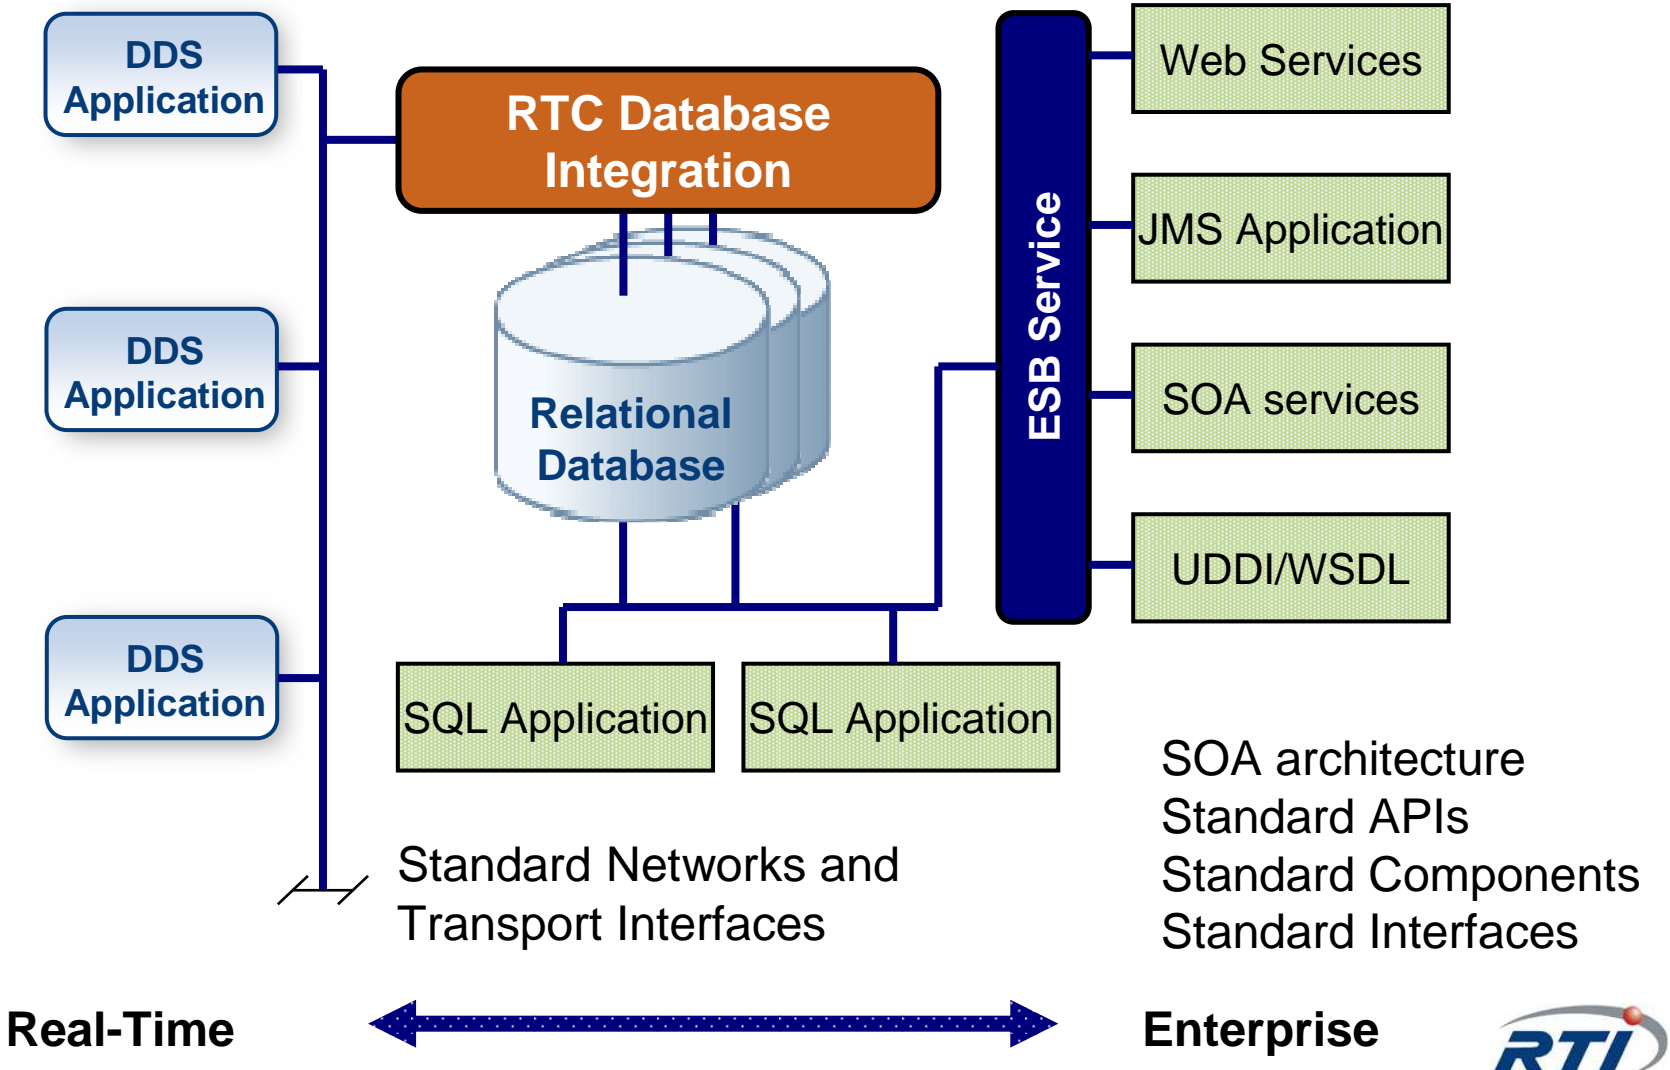 DDS
Application
RTC Database
Integration
Relational
Database
DDS
Application
DDS
Application
SQL Application
SQL Application
ESB Service
Web Services
JMS Application
SOA services
UDDI/WSDL
Standard Networks and
Transport Interfaces
SOA architecture
Standard APIs
Standard Components
Standard Interfaces
Real-Time
Enterprise
RTI